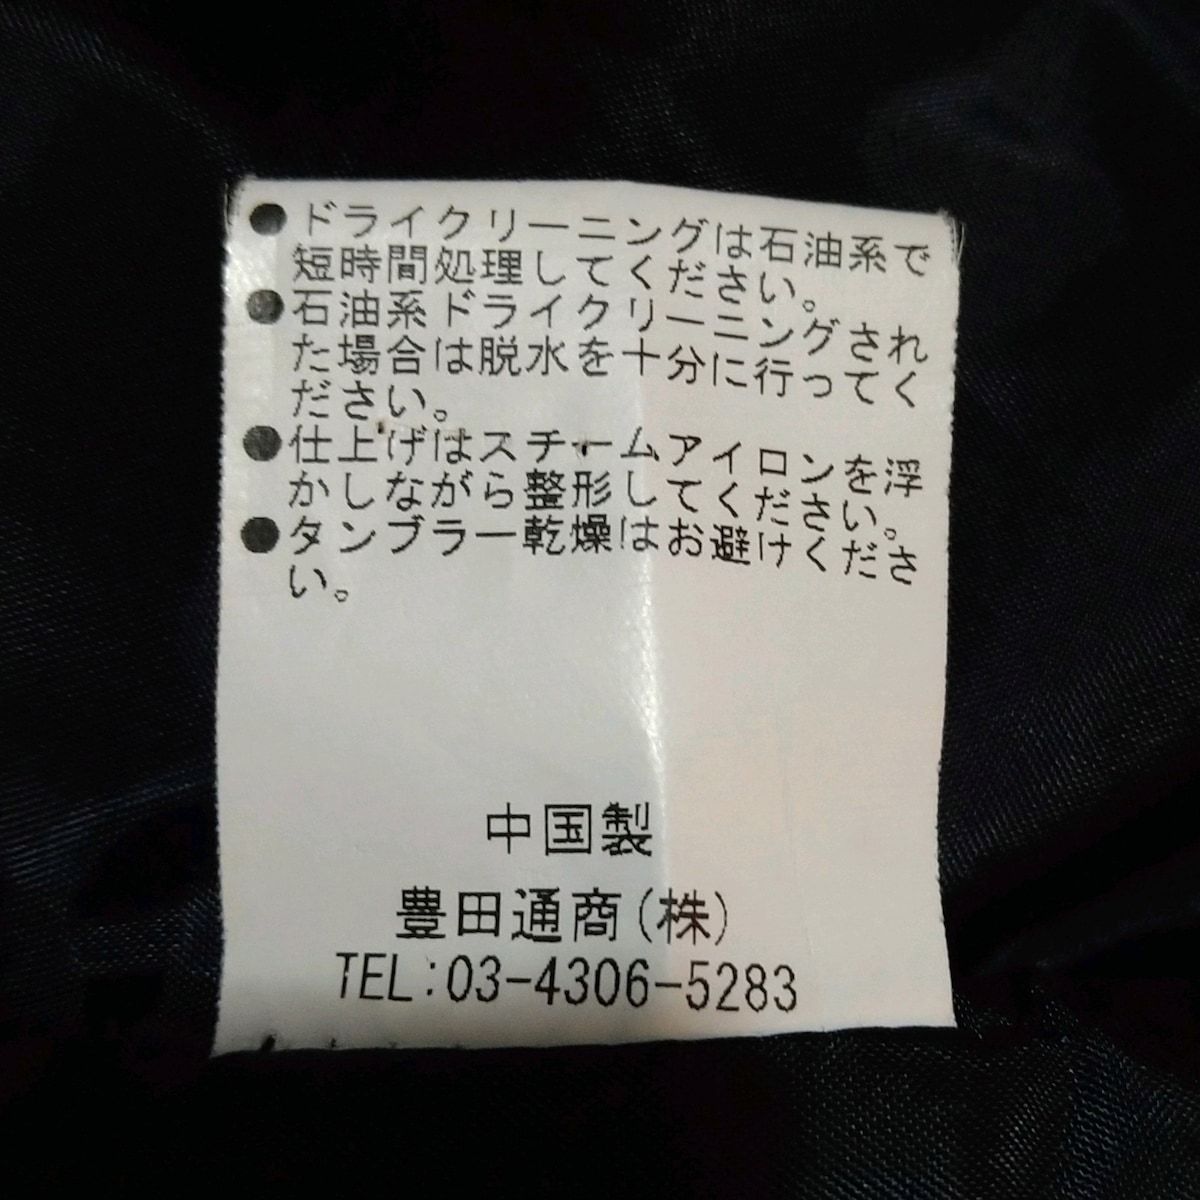 ●ドライクリーニングは石油系で
短時間処理してください。
●石油系ドライクリーニングされ
た場合は脱水を十分に行ってく
ださい。
●仕上げはスチームアイロンを浮
かしながら整形してください。
●タンブラー乾燥はお避けくださ
い。
中国製
豊田通商(株)
TEL:03-4306-5283